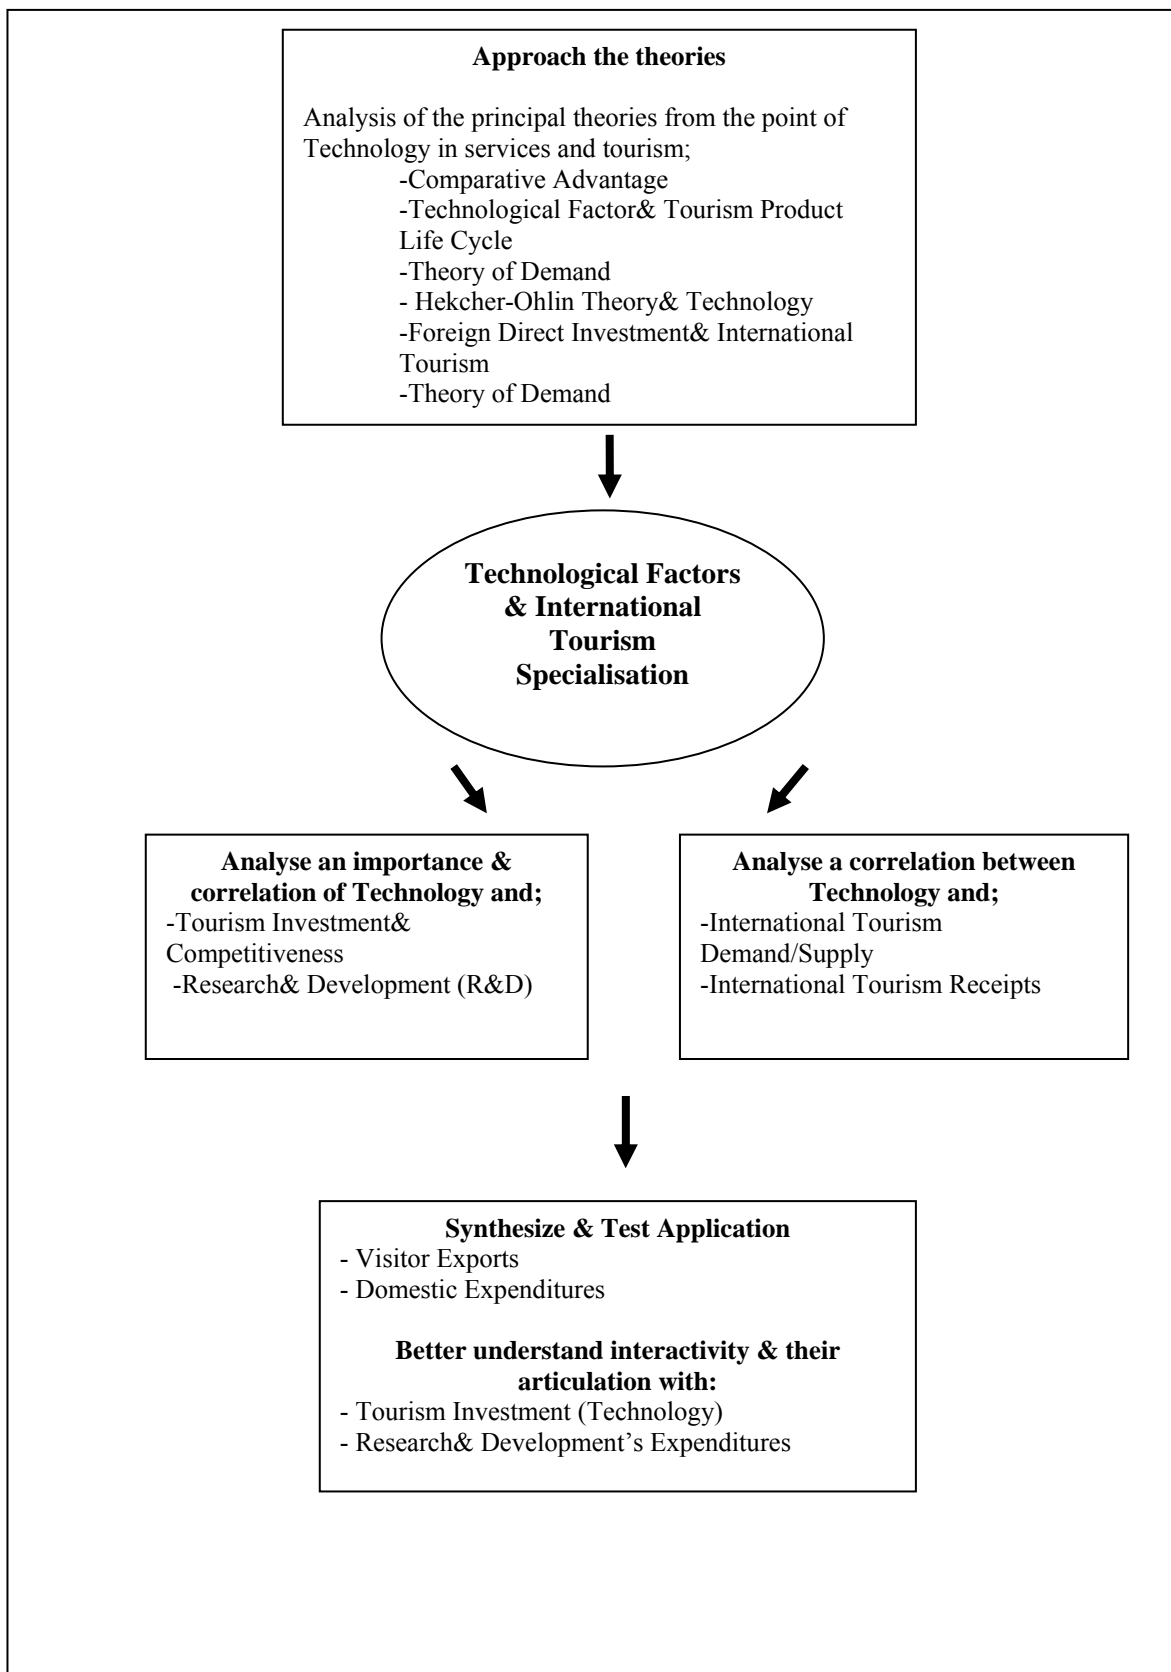 Approach the theories
Analysis of the principal theories from the point of
Technology in services and tourism;
-Comparative Advantage
-Technological Factor& Tourism Product
Life Cycle
-Theory of Demand
- Hekcher-Ohlin Theory& Technology
-Foreign Direct Investment& International
Tourism
-Theory of Demand
Technological Factors
& International
Tourism
Specialisation
Analyse an importance &
correlation of Technology and;
-Tourism Investment&
Competitiveness
-Research& Development (R&D)
Analyse a correlation between
Technology and;
-International Tourism
Demand/Supply
-International Tourism Receipts
Synthesize & Test Application
- Visitor Exports
- Domestic Expenditures
Better understand interactivity & their
articulation with:
- Tourism Investment (Technology)
- Research& Development’s Expenditures